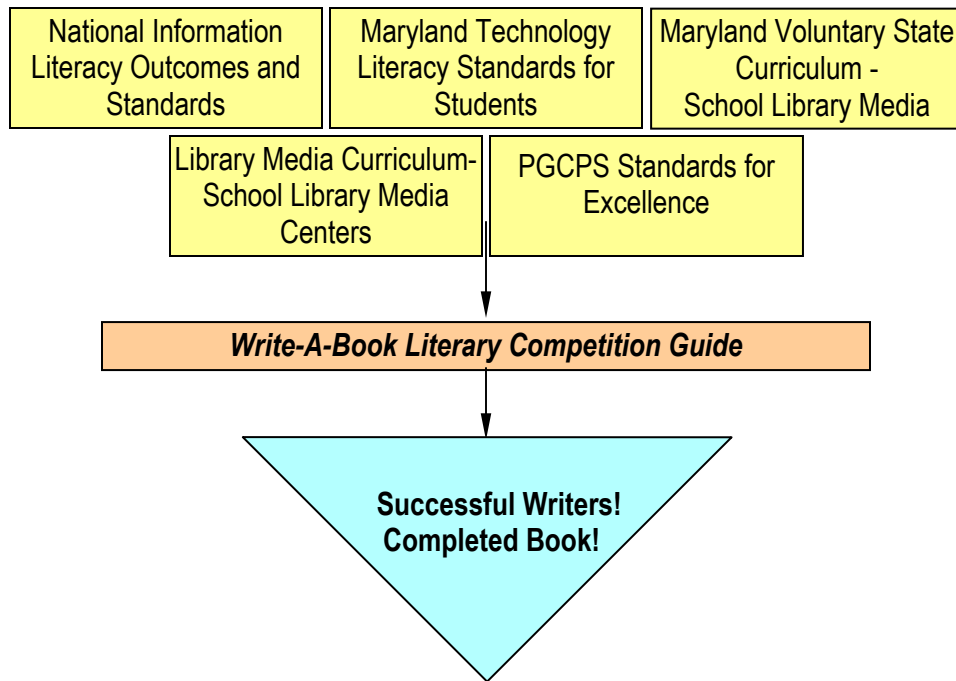 National Information
Literacy Outcomes and
Standards
Maryland Technology
Literacy Standards for
Students
Maryland Voluntary State
Curriculum -
School Library Media
Library Media Curriculum-
School Library Media
Centers
PGCPS Standards for
Excellence
Write-A-Book Literary Competition Guide
Successful Writers!
Completed Book!